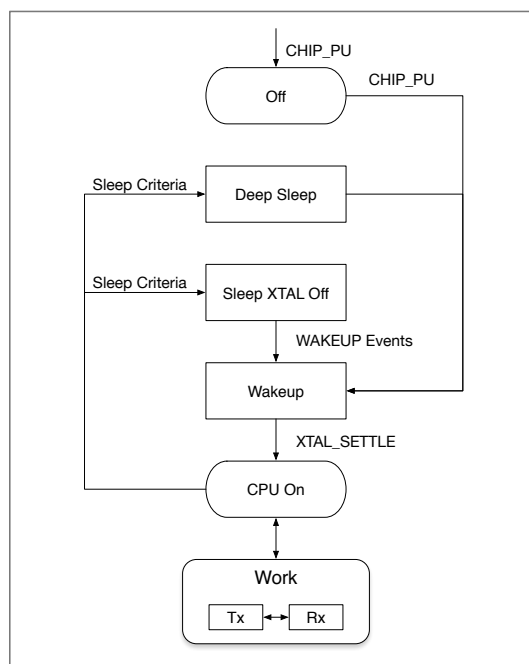 CHIP_PU
Off
CHIP_PU
Sleep Criteria
Deep Sleep
Sleep Criteria
Sleep XTAL Off
WAKEUP Events
Wakeup
XTAL_SETTLE
CPU On
Work
Tx
Rx